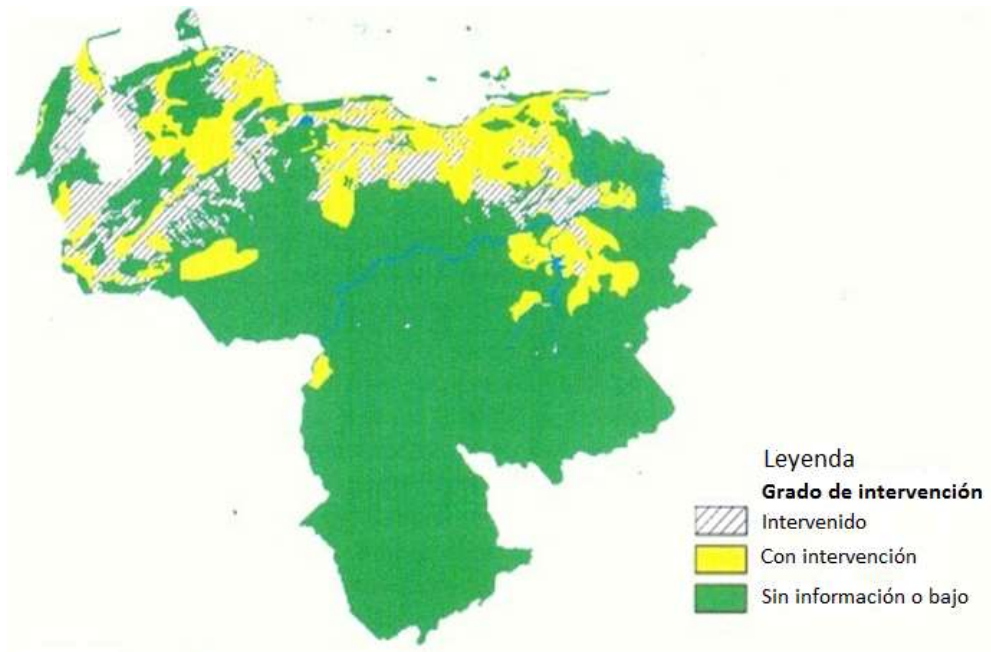 Leyenda
Grado de intervención
Intervenido
Con intervención
Sin información o bajo